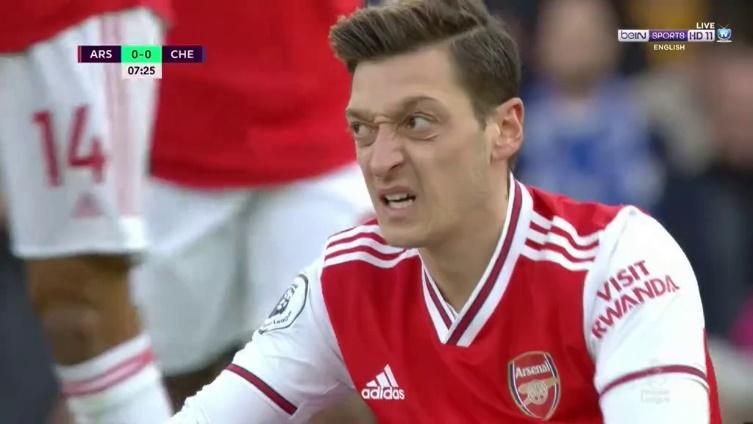 LIVE
beIN SPORTS HD 11
ENGLISH
ARS 0-0 CHE
07:25
14
VISIT
RWANDA
adidas
Arsenal